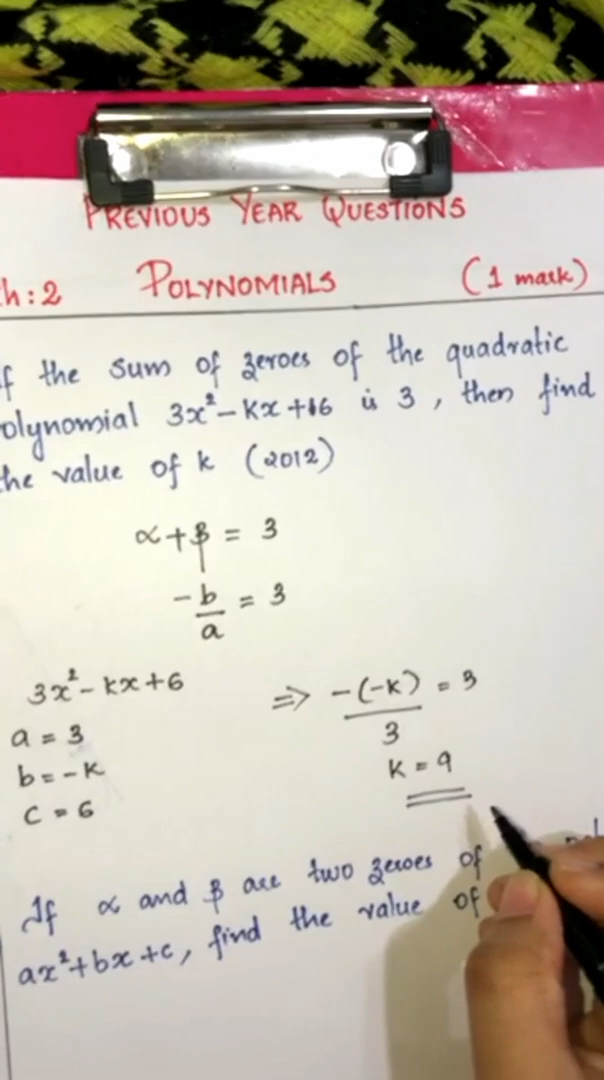 PREVIOUS YEAR QUESTIONS
h:2 POLYNOMIALS (1 mark)
f the sum of zeroes of the quadratic
olynomial 3x²-kx+16 is 3, then find
he value of k (2012)
α+β = 3
-b/a = 3
3x²-kx+6
a = 3
b = -k
c = 6
=> -(-k)/3 = 3
k = 9
If α and β are two zeroes of
ax²+bx+c, find the value of